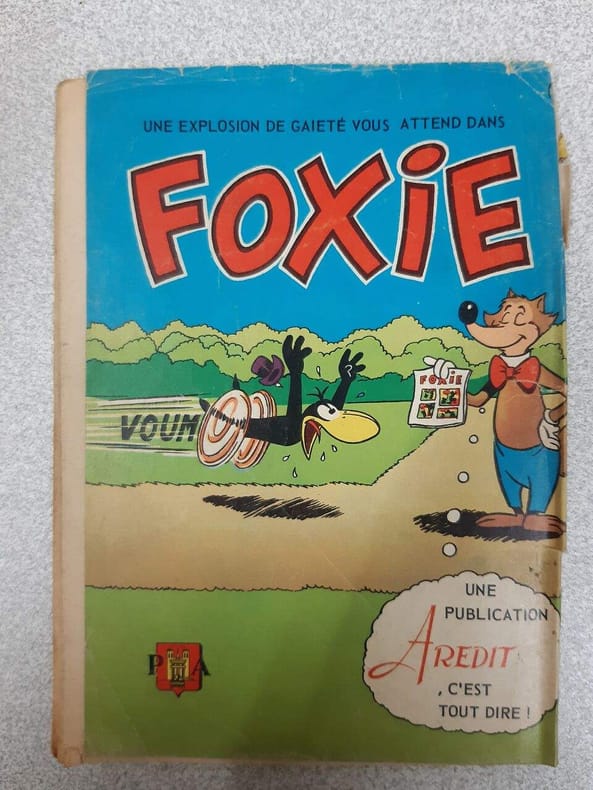 UNE EXPLOSION DE GAIETÉ VOUS ATTEND DANS
FOXiE
VOUM
FOXIE
UNE
PUBLICATION
AREDIT
, C'EST
TOUT DIRE !
P A